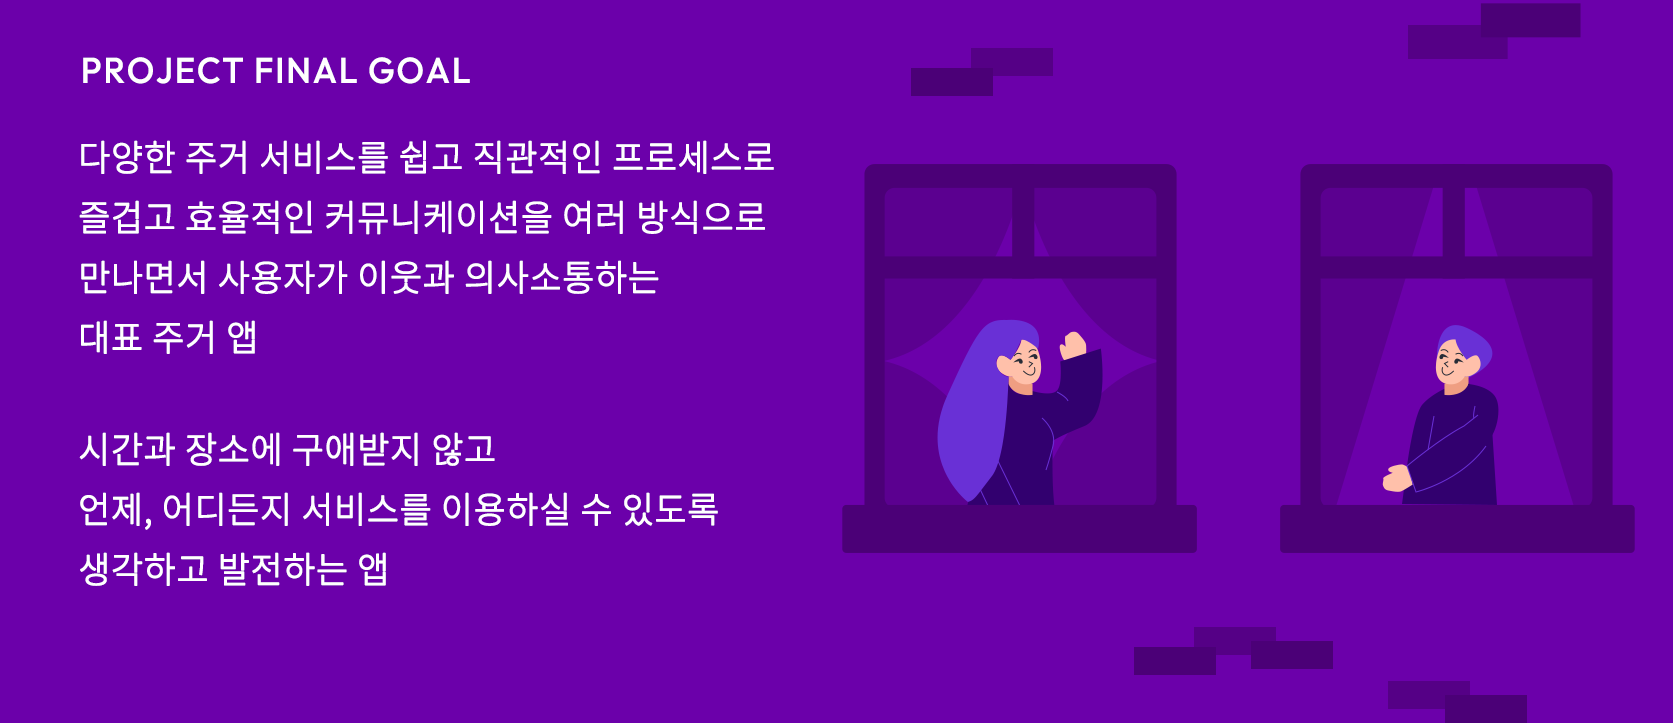 PROJECT FINAL GOAL
다양한 주거 서비스를 쉽고 직관적인 프로세스로
즐겁고 효율적인 커뮤니케이션을 여러 방식으로
만나면서 사용자가 이웃과 의사소통하는
대표 주거 앱
시간과 장소에 구애받지 않고
언제, 어디든지 서비스를 이용하실 수 있도록
생각하고 발전하는 앱